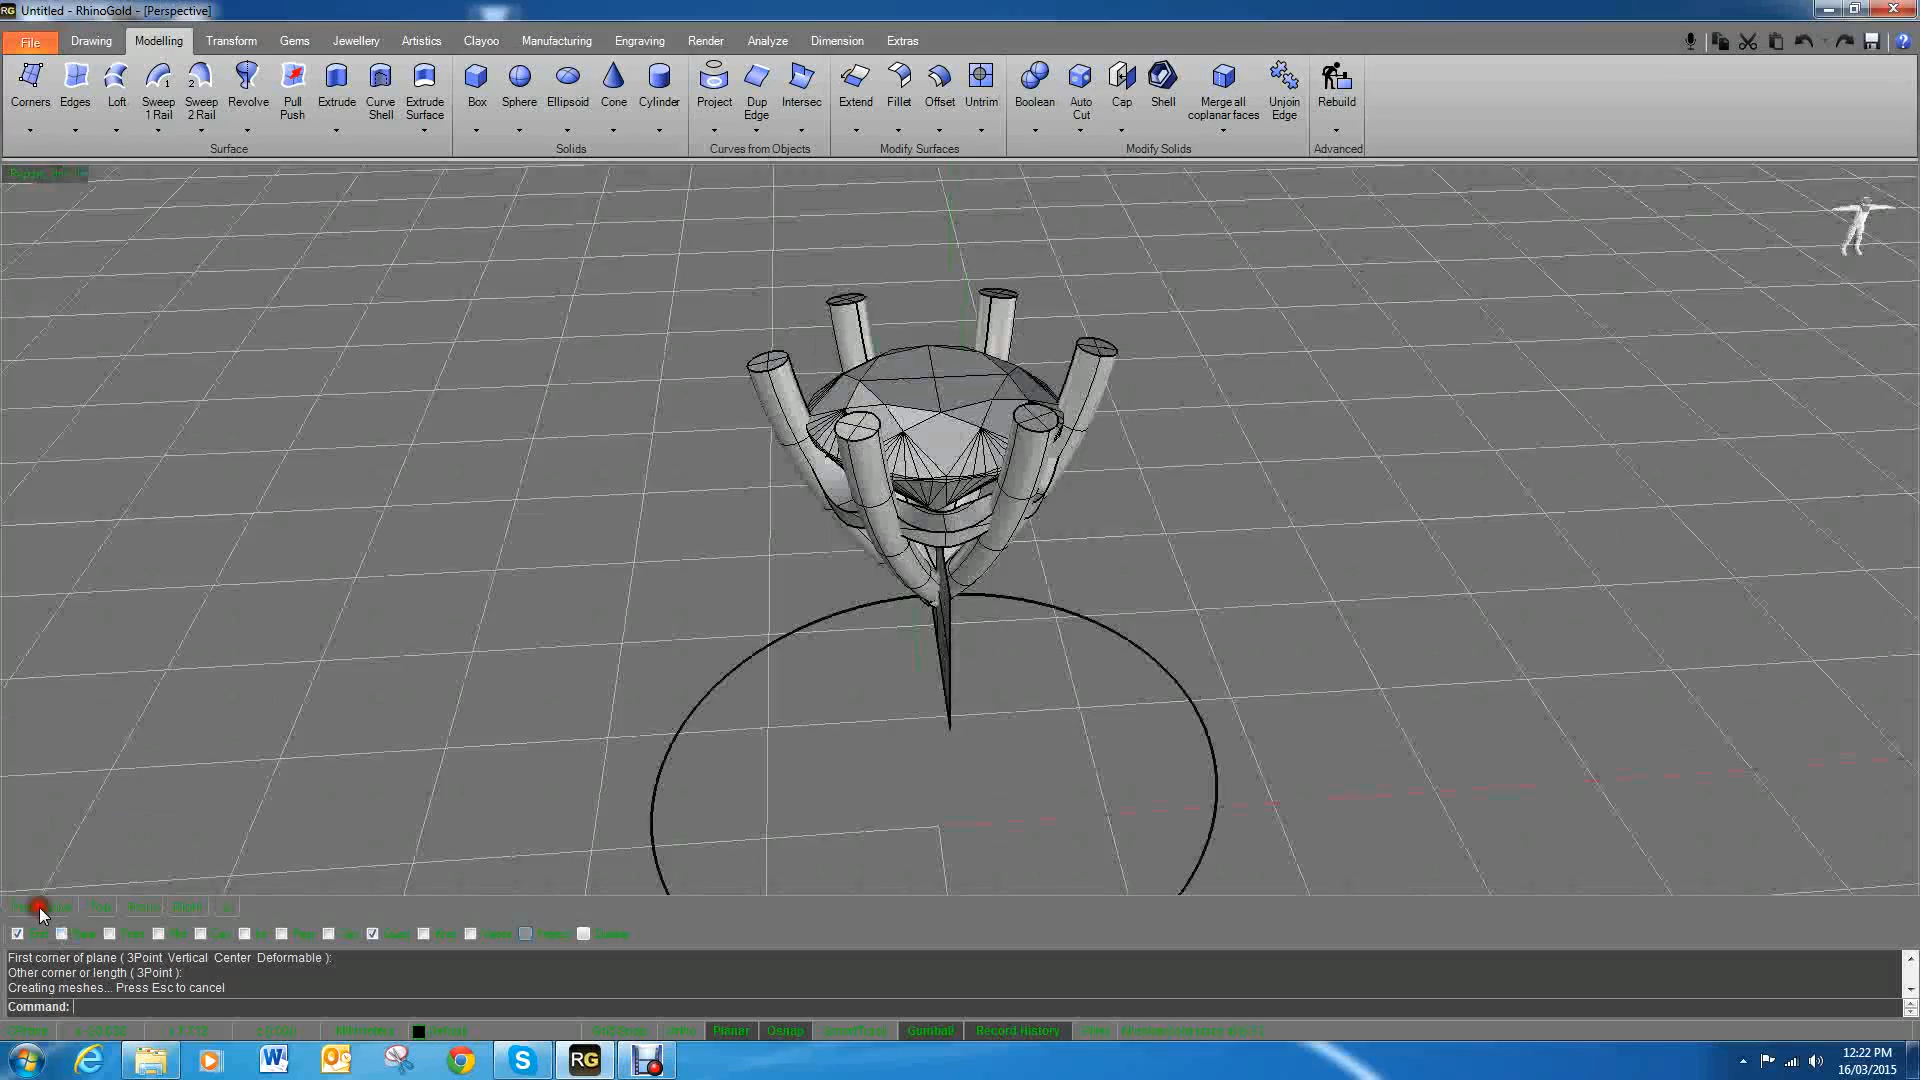 RG Untitled - RhinoGold - [Perspective]
File Drawing Modelling Transform Gems Jewellery Artistics Clayoo Manufacturing Engraving Render Analyze Dimension Extras
Corners Edges Loft Sweep 1 Rail Sweep 2 Rail Revolve Pull Push Extrude Curve Shell Extrude Surface Box Sphere Ellipsoid Cone Cylinder Project Dup Edge Intersec Extend Fillet Offset Untrim Boolean Auto Cut Cap Shell Merge all coplanar faces Unjoin Edge Rebuild
Surface Solids Curves from Objects Modify Surfaces Modify Solids Advanced
First corner of plane ( 3Point Vertical Center Deformable ):
Other corner or length ( 3Point ):
Creating meshes... Press Esc to cancel
Command:
Planar Osnap Gumball Record History
RG
12:22 PM
16/03/2015